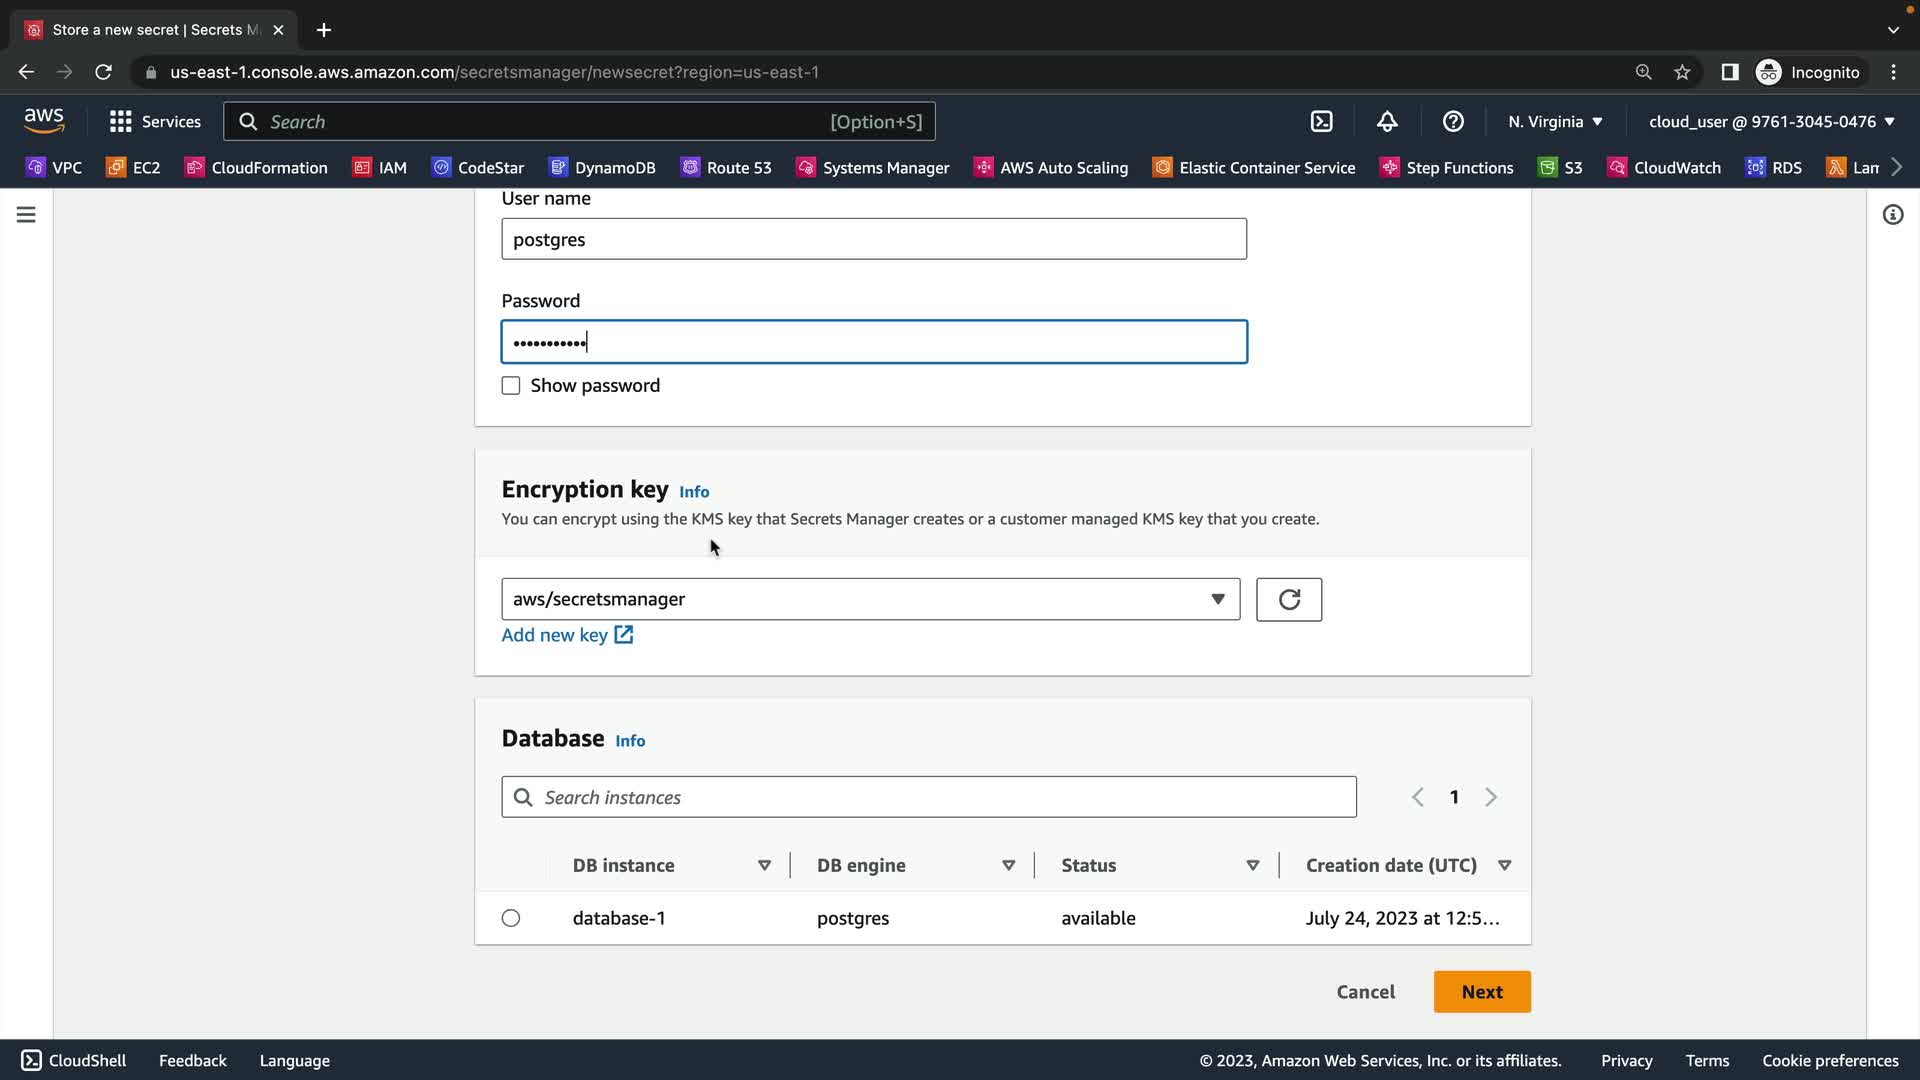 Store a new secret | Secrets M
us-east-1.console.aws.amazon.com/secretsmanager/newsecret?region=us-east-1
Incognito
aws
Services
Search
[Option+S]
N. Virginia
cloud_user @ 9761-3045-0476
VPC
EC2
CloudFormation
IAM
CodeStar
DynamoDB
Route 53
Systems Manager
AWS Auto Scaling
Elastic Container Service
Step Functions
S3
CloudWatch
RDS
Lam
User name
postgres
Password
•••••••••••
Show password
Encryption key Info
You can encrypt using the KMS key that Secrets Manager creates or a customer managed KMS key that you create.
aws/secretsmanager
Add new key
Database Info
Search instances
1
DB instance
DB engine
Status
Creation date (UTC)
database-1
postgres
available
July 24, 2023 at 12:5...
Cancel
Next
CloudShell
Feedback
Language
© 2023, Amazon Web Services, Inc. or its affiliates.
Privacy
Terms
Cookie preferences